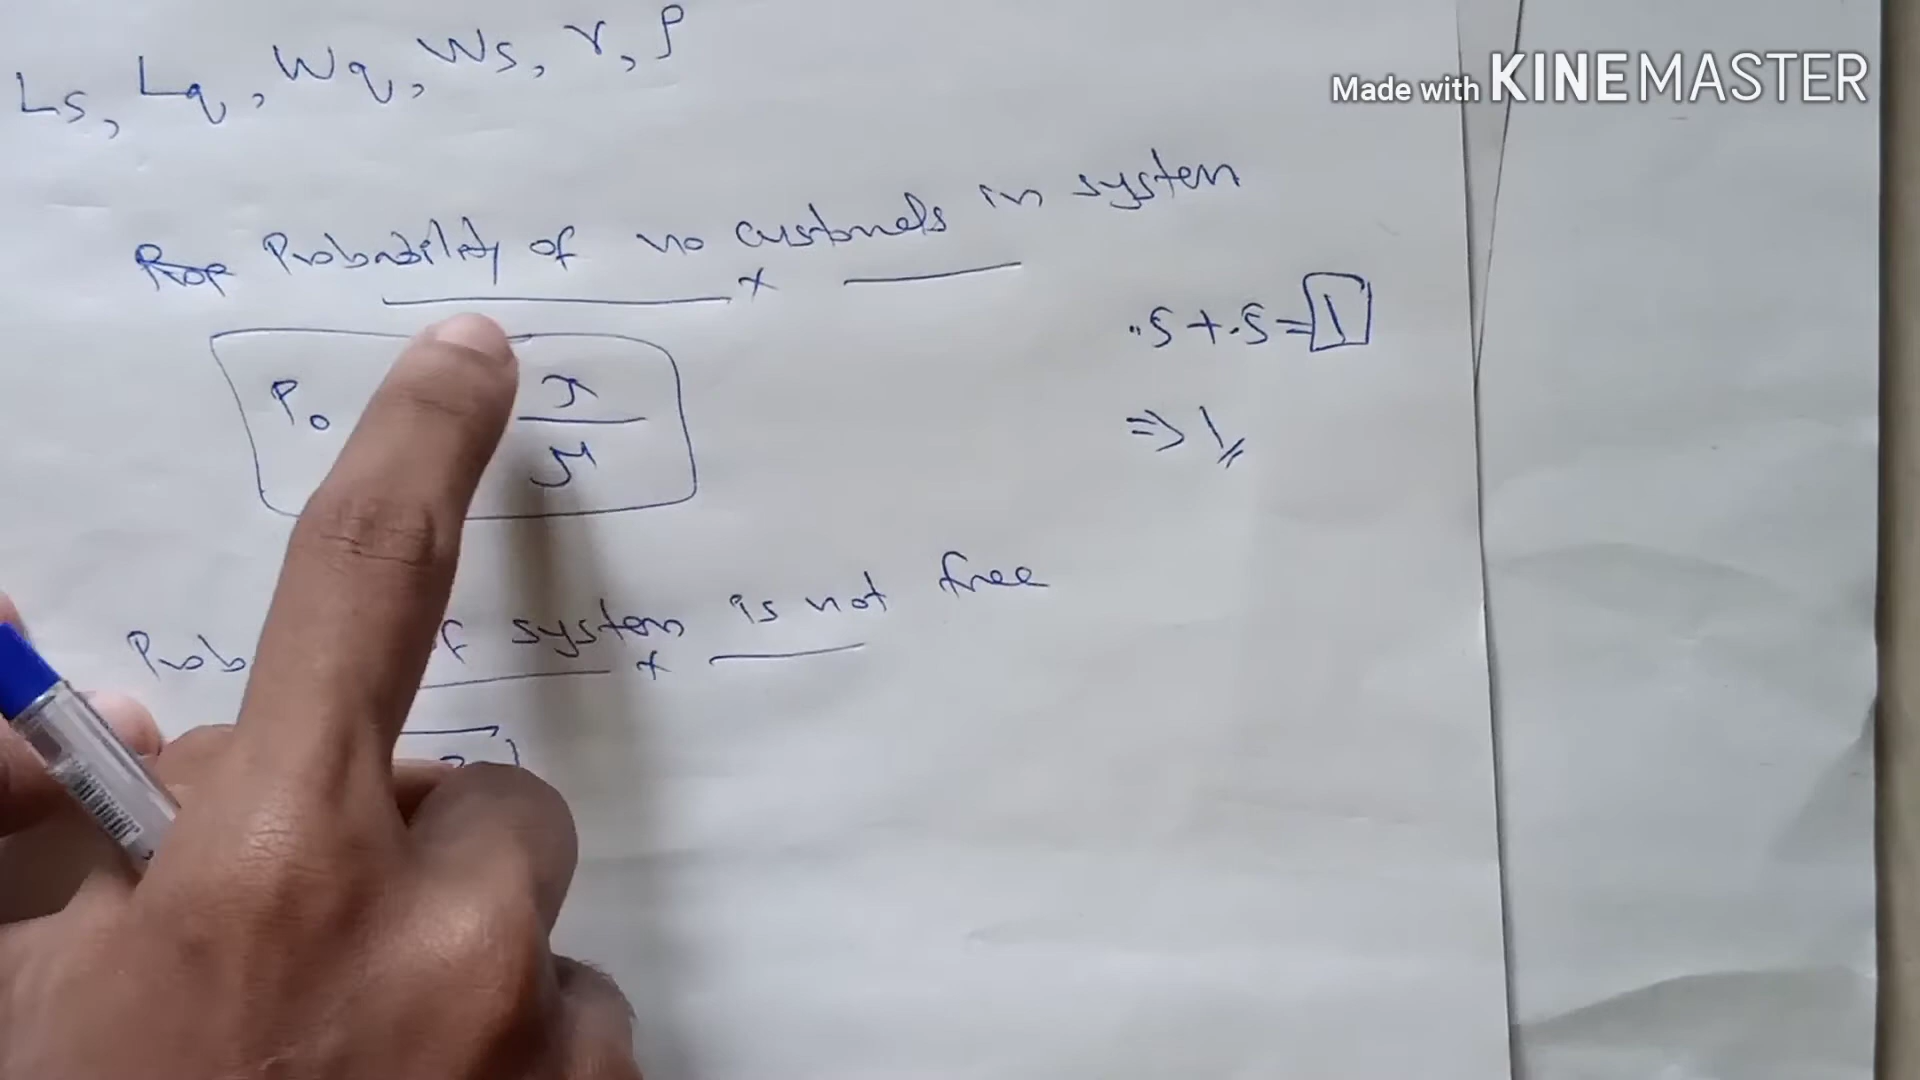 Ls, Lq, Wq, Ws, r, ρ
Made with KINEMASTER
Probability of no customers in system
.5 + .5 = 1
P₀ λ/μ
⇒ 1
Prob f system is not free